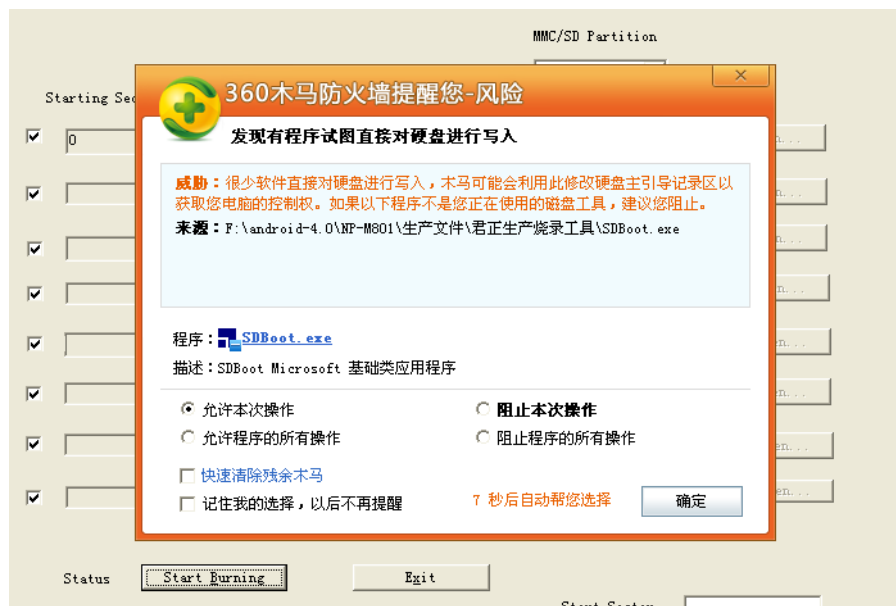 MMC/SD Partition
Starting Sec
360木马防火墙提醒您-风险
发现有程序试图直接对硬盘进行写入
0
威胁：很少软件直接对硬盘进行写入，木马可能会利用此修改硬盘主引导记录区以
获取您电脑的控制权。如果以下程序不是您正在使用的磁盘工具，建议您阻止。
来源：F:\android-4.0\NP-M801\生产文件\君正生产烧录工具\SDBoot.exe
程序：SDBoot.exe
描述：SDBoot Microsoft 基础类应用程序
允许本次操作
阻止本次操作
允许程序的所有操作
阻止程序的所有操作
快速清除残余木马
记住我的选择，以后不再提醒
7 秒后自动帮您选择
确定
Status
Start Burning
Exit
Start Sector